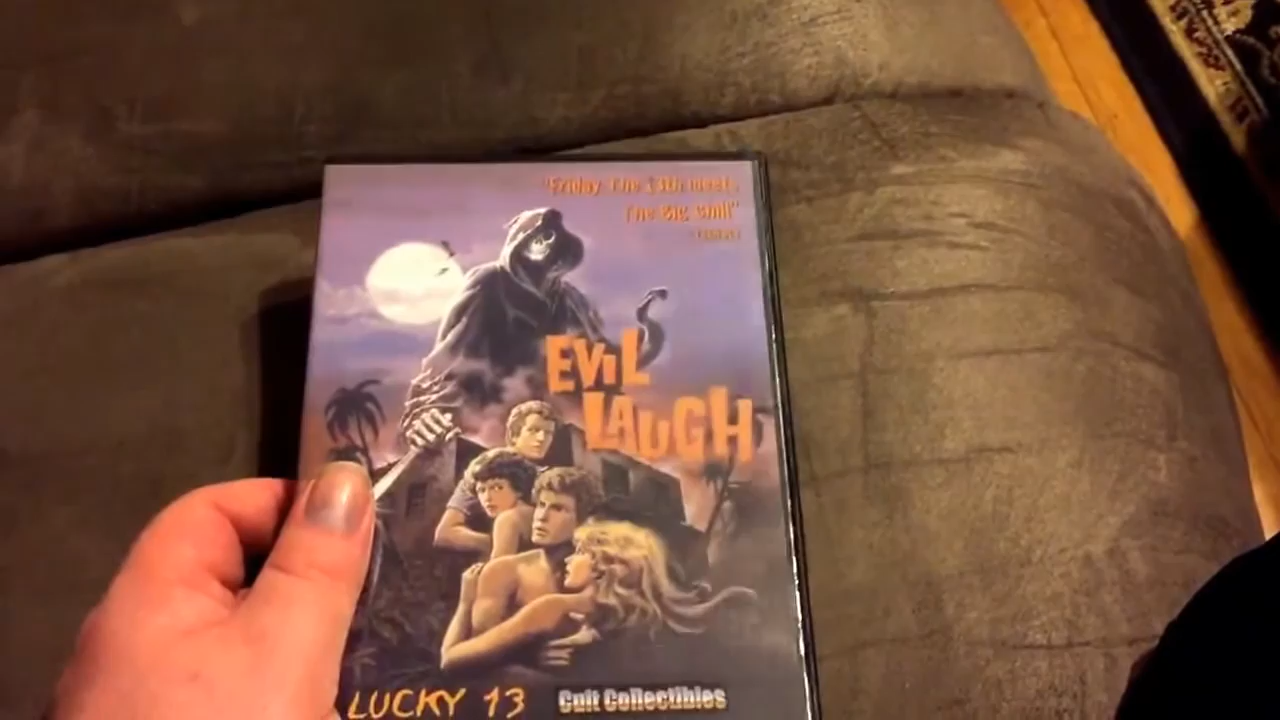 "Friday The 13th meets
The Big Chill"
EVIL
LAUGH
LUCKY 13 Cult Collectibles